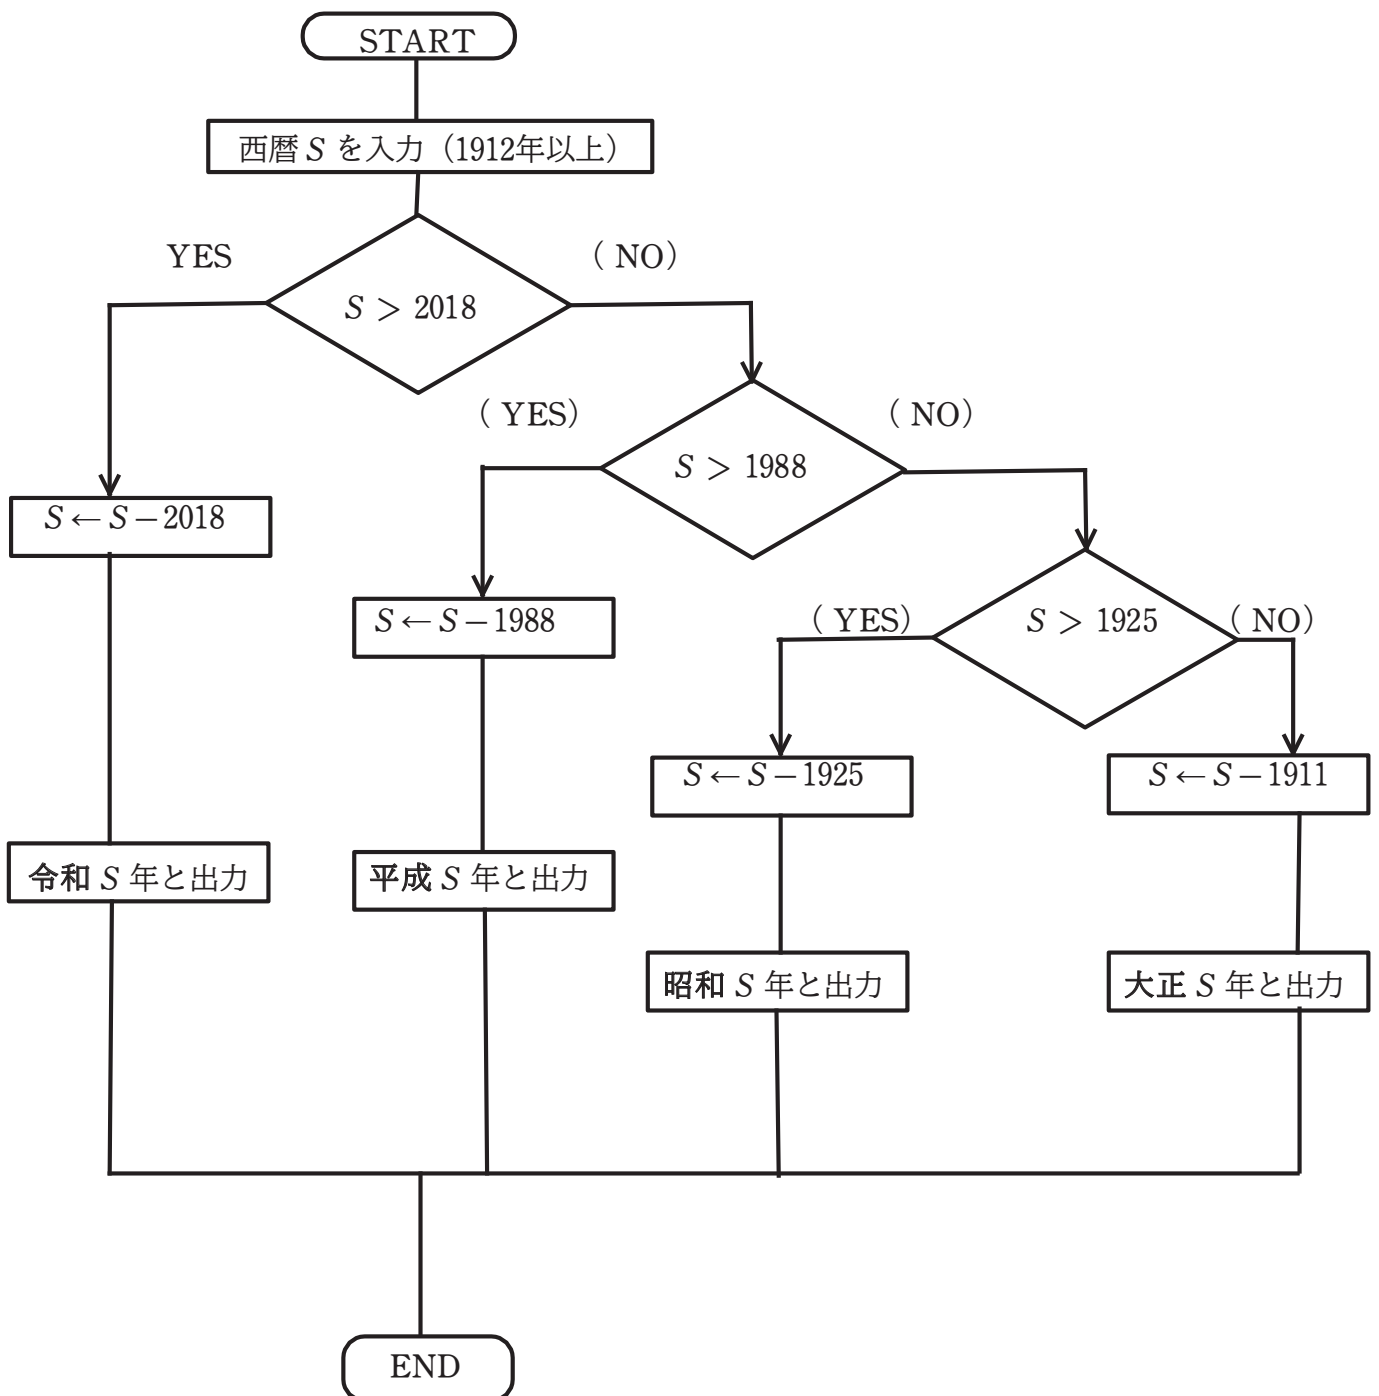 START
西暦 S を入力（1912年以上）
YES
（ NO）
S > 2018
（ YES）
（ NO）
S > 1988
S ← S − 2018
S ← S − 1988
（ YES）
S > 1925
（ NO）
S ← S − 1925
S ← S − 1911
令和 S 年と出力
平成 S 年と出力
昭和 S 年と出力
大正 S 年と出力
END